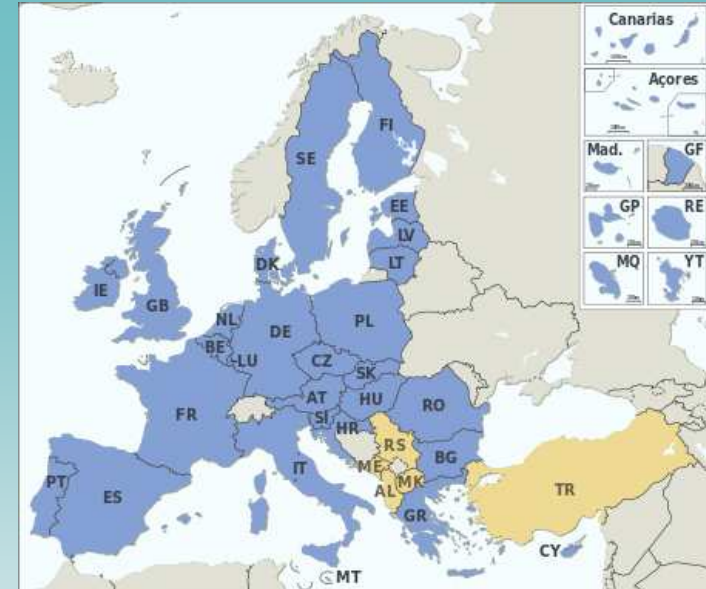 Canarias
Açores
Mad.
GF
GP
RE
MQ
YT
FI
SE
EE
LV
LT
DK
IE
GB
NL
DE
PL
BE
LU
CZ
SK
AT
HU
FR
SI
RO
HR
RS
IT
BG
ME
MK
PT
ES
AL
TR
GR
CY
MT